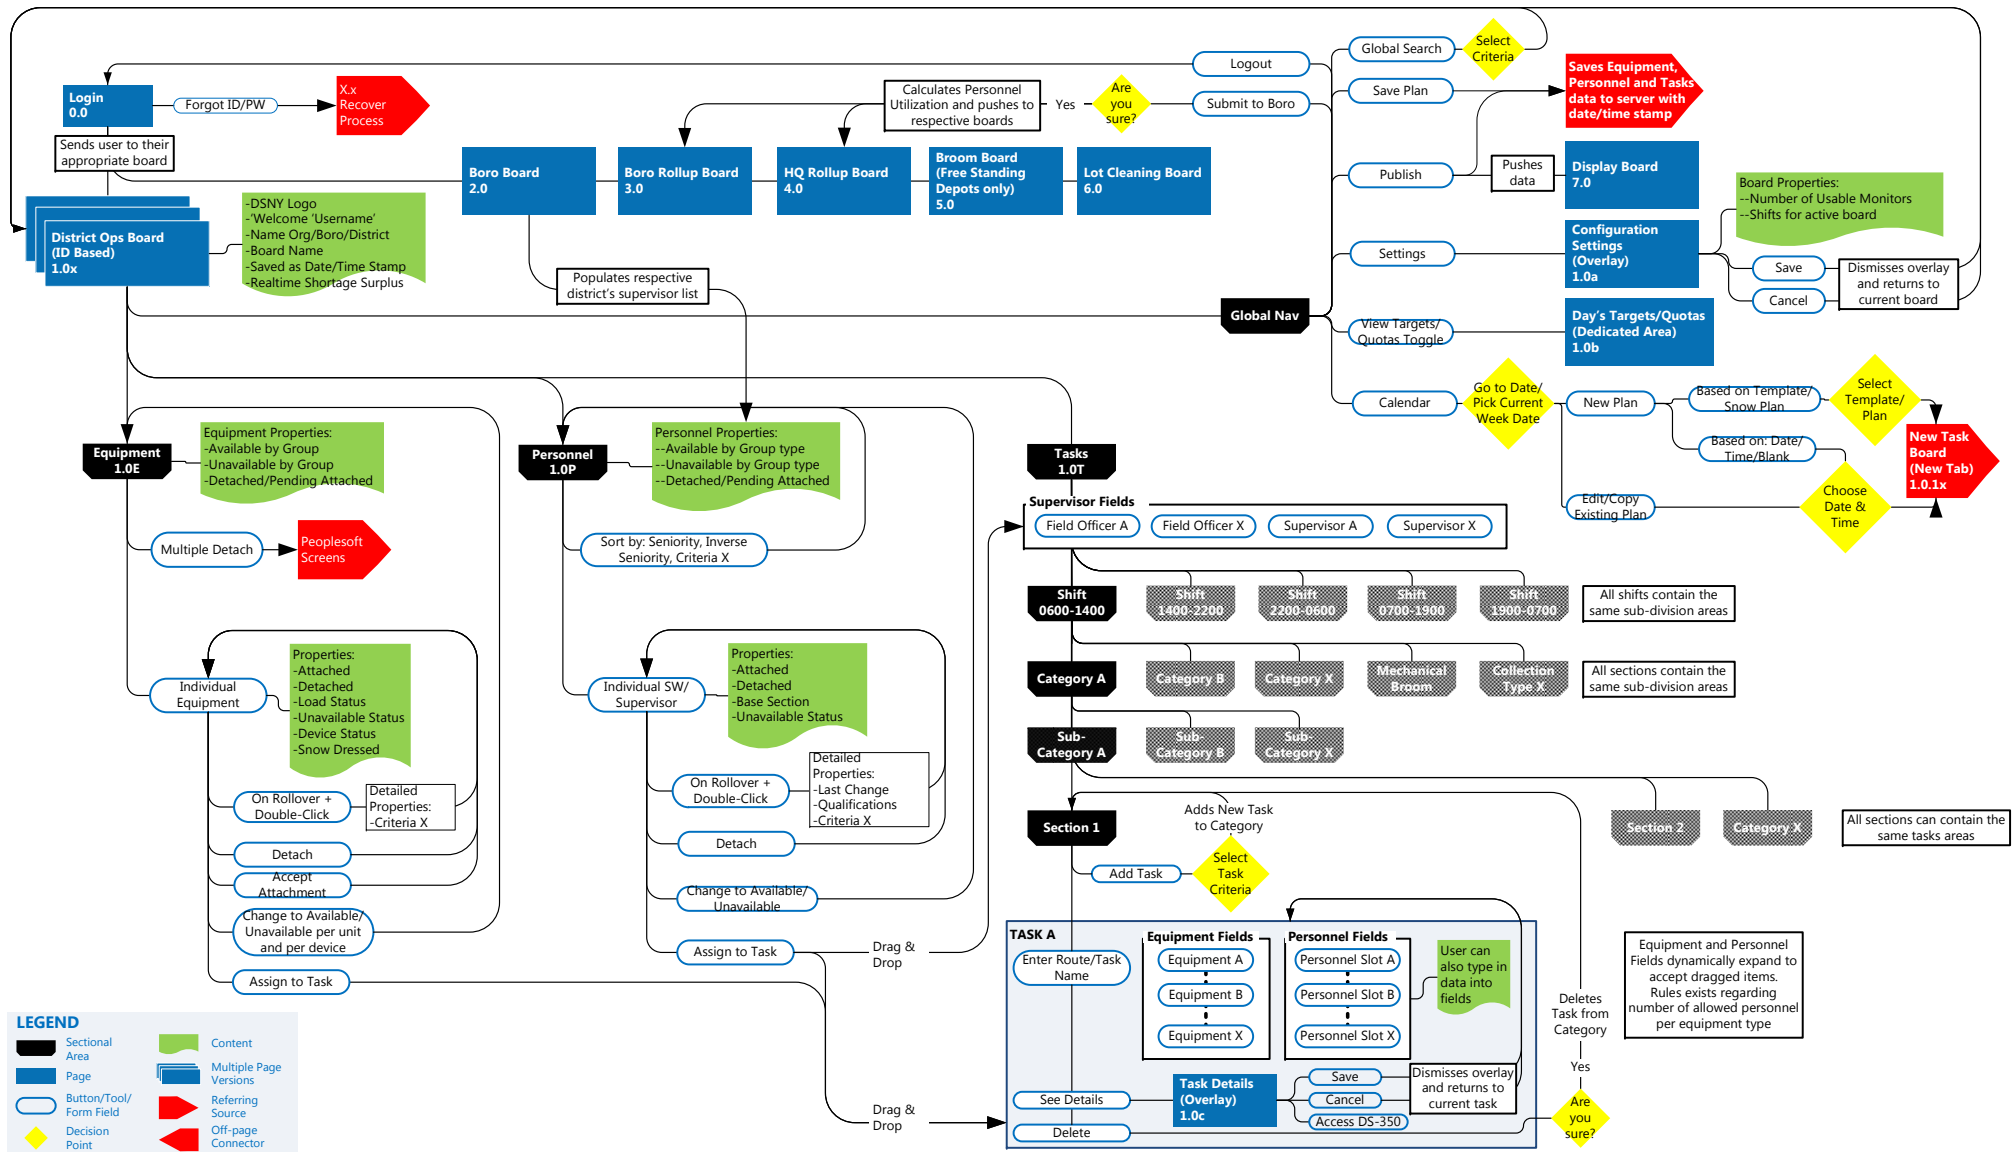 Global Search
Select
Criteria
Logout
Saves Equipment,
Personnel and Tasks
data to server with
date/time stamp
Login
0.0
Forgot ID/PW
X.x
Recover
Process
Calculates Personnel
Utilization and pushes to
respective boards
Yes
Are
you
sure?
Submit to Boro
Save Plan
Sends user to their
appropriate board
Boro Board
2.0
Boro Rollup Board
3.0
HQ Rollup Board
4.0
Broom Board
(Free Standing
Depots only)
5.0
Lot Cleaning Board
6.0
Publish
Pushes
data
Display Board
7.0
Board Properties:
--Number of Usable Monitors
--Shifts for active board
District Ops Board
(ID Based)
1.0x
-DSNY Logo
-'Welcome 'Username'
-Name Org/Boro/District
-Board Name
-Saved as Date/Time Stamp
-Realtime Shortage Surplus
Populates respective
district's supervisor list
Settings
Configuration
Settings
(Overlay)
1.0a
Save
Cancel
Dismisses overlay
and returns to
current board
Global Nav
View Targets/
Quotas Toggle
Day's Targets/Quotas
(Dedicated Area)
1.0b
Calendar
Go to Date/
Pick Current
Week Date
New Plan
Based on Template/
Snow Plan
Select
Template/
Plan
Based on: Date/
Time/Blank
New Task
Board
(New Tab)
1.0.1x
Edit/Copy
Existing Plan
Choose
Date &
Time
Equipment
1.0E
Equipment Properties:
-Available by Group
-Unavailable by Group
-Detached/Pending Attached
Personnel
1.0P
Personnel Properties:
--Available by Group type
--Unavailable by Group type
--Detached/Pending Attached
Tasks
1.0T
Supervisor Fields
Field Officer A
Field Officer X
Supervisor A
Supervisor X
Multiple Detach
Peoplesoft
Screens
Sort by: Seniority, Inverse
Seniority, Criteria X
Shift
0600-1400
Shift
1400-2200
Shift
2200-0600
Shift
0700-1900
Shift
1900-0700
All shifts contain the
same sub-division areas
Individual
Equipment
Properties:
-Attached
-Detached
-Load Status
-Unavailable Status
-Device Status
-Snow Dressed
Individual SW/
Supervisor
Properties:
-Attached
-Detached
-Base Section
-Unavailable Status
Category A
Category B
Category X
Mechanical
Broom
Collection
Type X
All sections contain the
same sub-division areas
Sub-
Category A
Sub-
Category B
Sub-
Category X
On Rollover +
Double-Click
Detailed
Properties:
-Criteria X
On Rollover +
Double-Click
Detailed
Properties:
-Last Change
-Qualifications
-Criteria X
Section 1
Adds New Task
to Category
Section 2
Category X
All sections can contain the
same tasks areas
Detach
Accept
Attachment
Detach
Add Task
Select
Task
Criteria
Change to Available/
Unavailable per unit
and per device
Change to Available/
Unavailable
Assign to Task
Assign to Task
Drag &
Drop
TASK A
Enter Route/Task
Name
Equipment Fields
Equipment A
Equipment B
Equipment X
Personnel Fields
Personnel Slot A
Personnel Slot B
Personnel Slot X
User can
also type in
data into
fields
Deletes
Task from
Category
Equipment and Personnel
Fields dynamically expand to
accept dragged items.
Rules exists regarding
number of allowed personnel
per equipment type
Yes
See Details
Task Details
(Overlay)
1.0c
Save
Cancel
Access DS-350
Dismisses overlay
and returns to
current task
Delete
Are
you
sure?
Drag &
Drop
LEGEND
Sectional
Area
Content
Page
Multiple Page
Versions
Button/Tool/
Form Field
Referring
Source
Decision
Point
Off-page
Connector